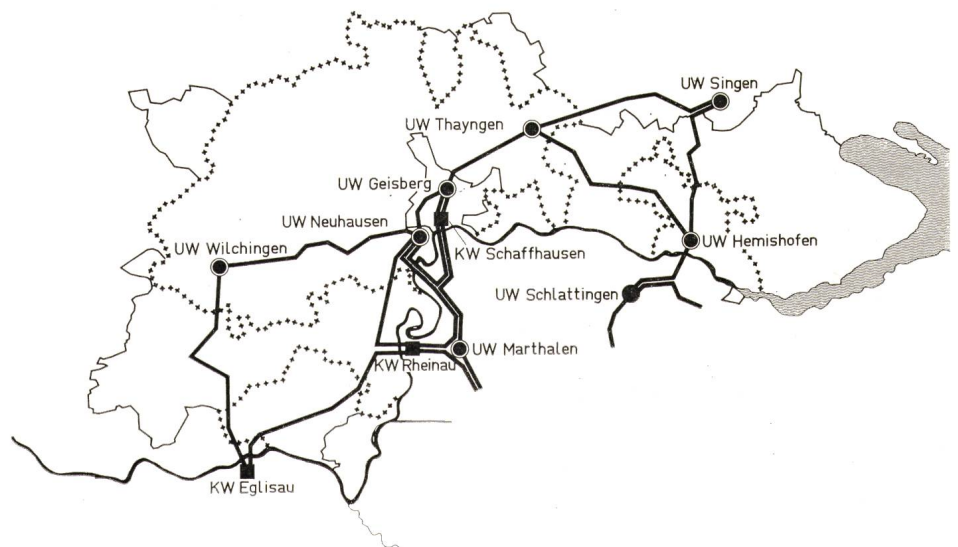 UW Singen
UW Thayngen
UW Geisberg
UW Neuhausen
UW Wilchingen
KW Schaffhausen
UW Hemishofen
UW Schlattingen
UW Marthalen
KW Rheinau
KW Eglisau